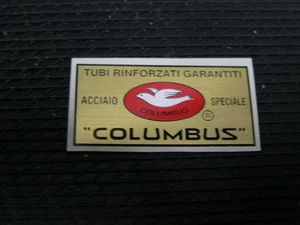 TUBI RINFORZATI GARANTITI
ACCIAIO SPECIALE
COLUMBUS
®
"COLUMBUS"